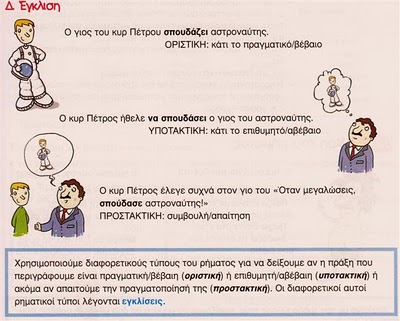 Δ. Έγκλιση
Ο γιος του κυρ Πέτρου σπουδάζει αστροναύτης.
ΟΡΙΣΤΙΚΗ: κάτι το πραγματικό/βέβαιο
Ο κυρ Πέτρος ήθελε να σπουδάσει ο γιος του αστροναύτης.
ΥΠΟΤΑΚΤΙΚΗ: κάτι το επιθυμητό/αβέβαιο
Ο κυρ Πέτρος έλεγε συχνά στον γιο του «Όταν μεγαλώσεις,
σπούδασε αστροναύτης!»
ΠΡΟΣΤΑΚΤΙΚΗ: συμβουλή/απαίτηση
Χρησιμοποιούμε διαφορετικούς τύπους του ρήματος για να δείξουμε αν η πράξη που
περιγράφουμε είναι πραγματική/βέβαιη (οριστική) ή επιθυμητή/αβέβαιη (υποτακτική) ή
ακόμα αν απαιτούμε την πραγματοποίησή της (προστακτική). Οι διαφορετικοί αυτοί
ρηματικοί τύποι λέγονται εγκλίσεις.